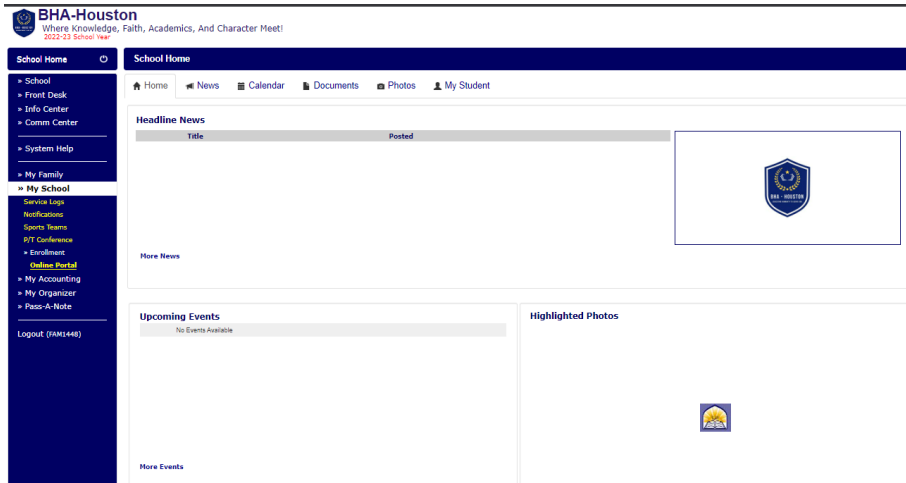 BHA-Houston
Where Knowledge, Faith, Academics, And Character Meet!
2022-23 School Year
School Home
School Home
» School
» Front Desk
» Info Center
» Comm Center
» System Help
» My Family
» My School
Service Logs
Notifications
Sports Teams
P/T Conference
» Enrollment
Online Portal
» My Accounting
» My Organizer
» Pass-A-Note
Logout (FAM1448)
Home News Calendar Documents Photos My Student
Headline News
Title Posted
BHA - HOUSTON
More News
Upcoming Events
No Events Available
More Events
Highlighted Photos